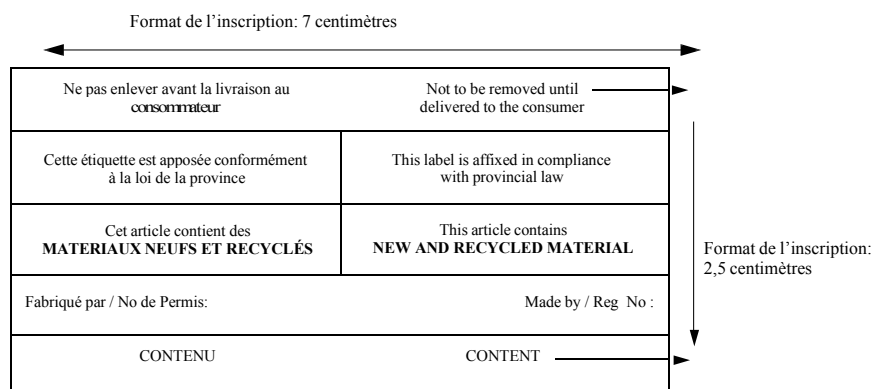 Format de l’inscription: 7 centimètres
Ne pas enlever avant la livraison au
consommateur
Not to be removed until
delivered to the consumer
Cette étiquette est apposée conformément
à la loi de la province
This label is affixed in compliance
with provincial law
Cet article contient des
MATERIAUX NEUFS ET RECYCLÉS
This article contains
NEW AND RECYCLED MATERIAL
Format de l’inscription:
2,5 centimètres
Fabriqué par / No de Permis:
Made by / Reg No :
CONTENU
CONTENT